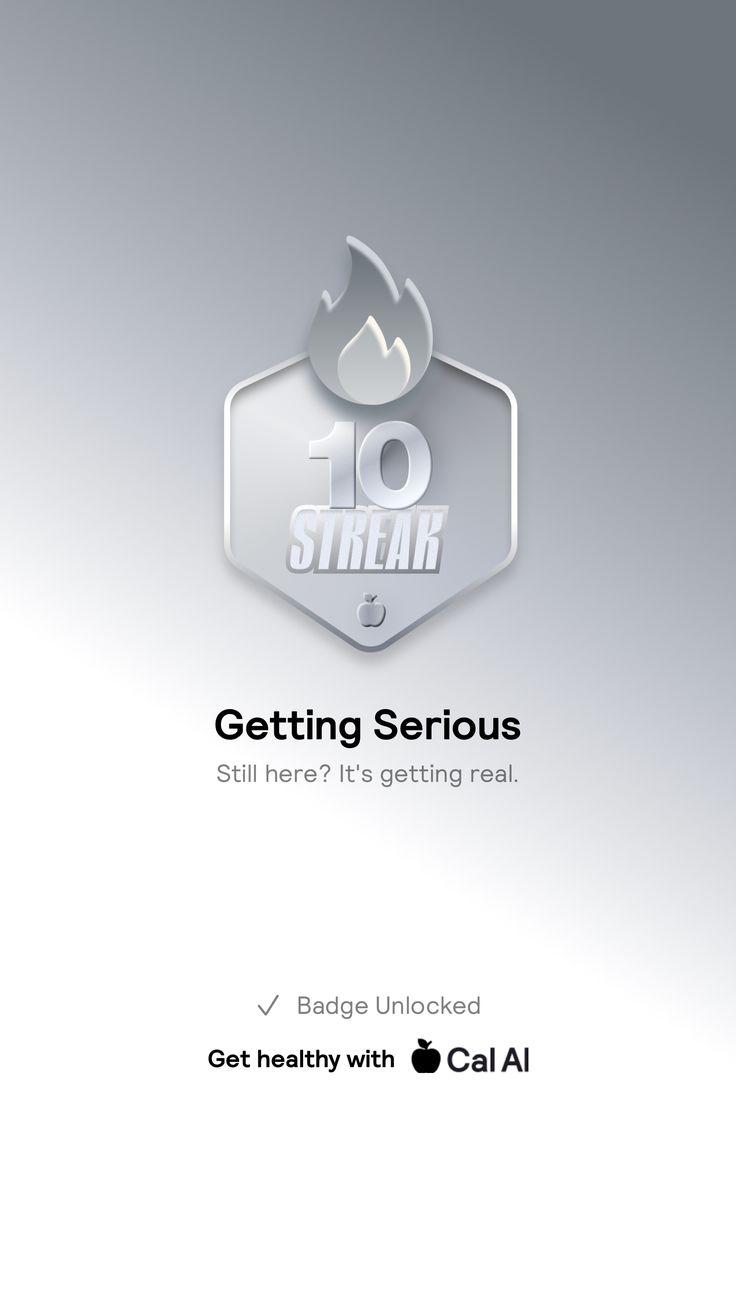 10
STREAK
Getting Serious
Still here? It's getting real.
Badge Unlocked
Get healthy with Cal AI